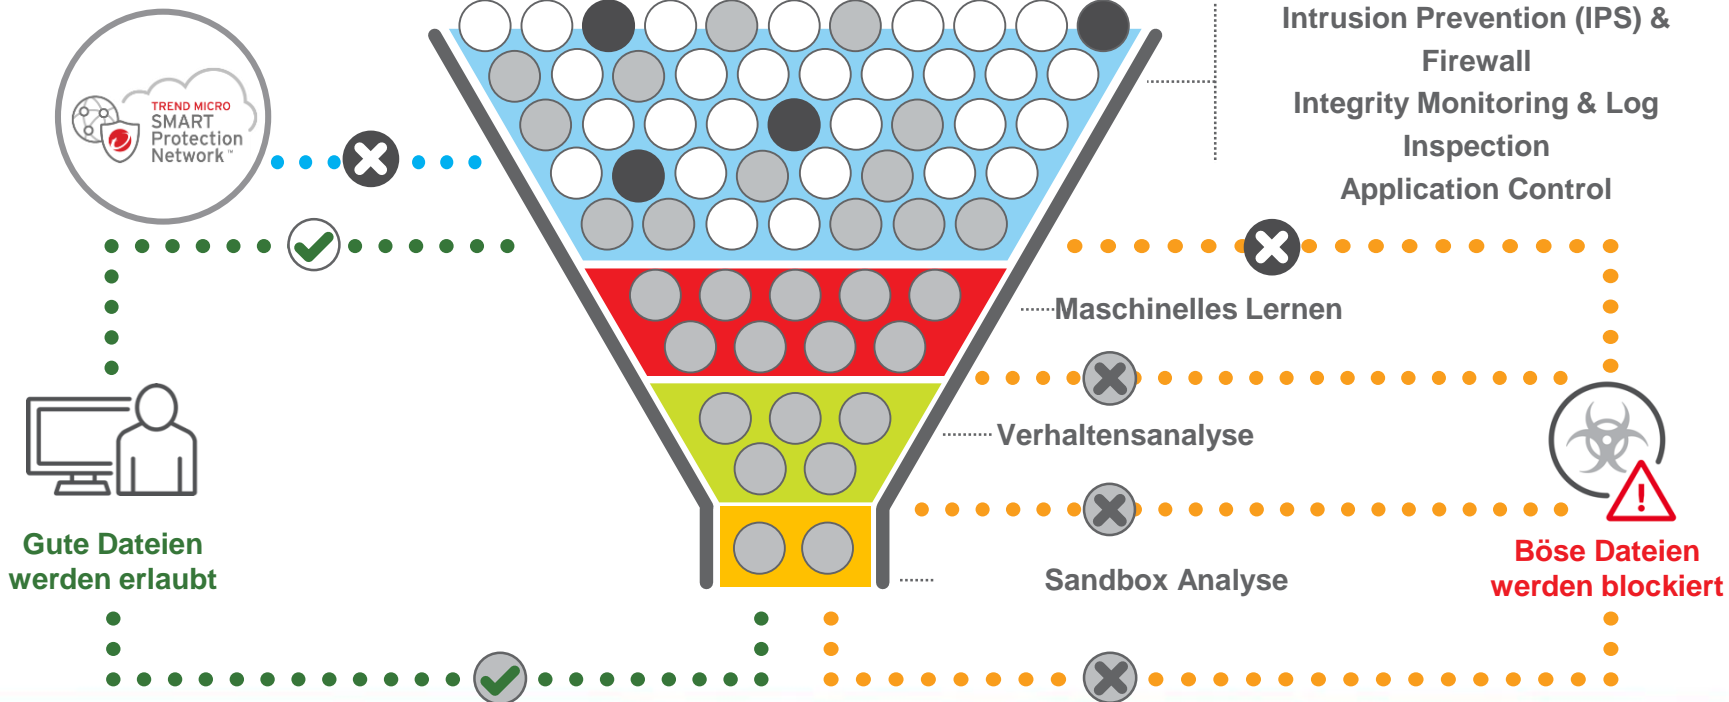 Intrusion Prevention (IPS) &
Firewall
Integrity Monitoring & Log
Inspection
Application Control
TREND MICRO
SMART
Protection
Network™
Maschinelles Lernen
Verhaltensanalyse
Sandbox Analyse
Gute Dateien
werden erlaubt
Böse Dateien
werden blockiert